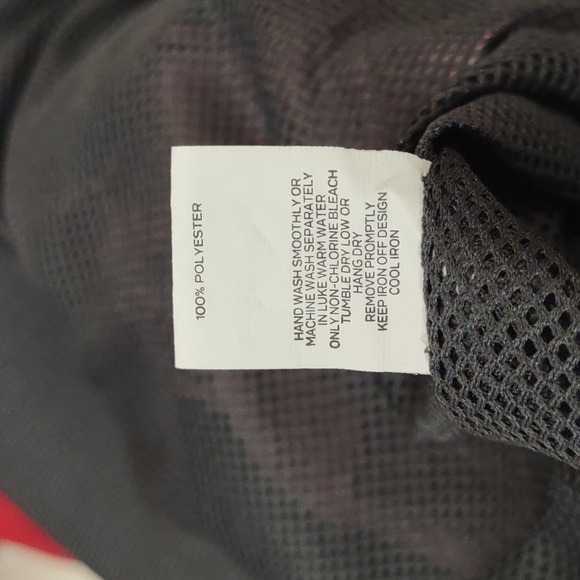 100% POLYESTER
HAND WASH SMOOTHLY OR
MACHINE WASH SEPARATELY
IN LUKE WARM WATER
ONLY NON-CHLORINE BLEACH
TUMBLE DRY LOW OR
HANG DRY
REMOVE PROMPTLY
KEEP IRON OFF DESIGN
COOL IRON